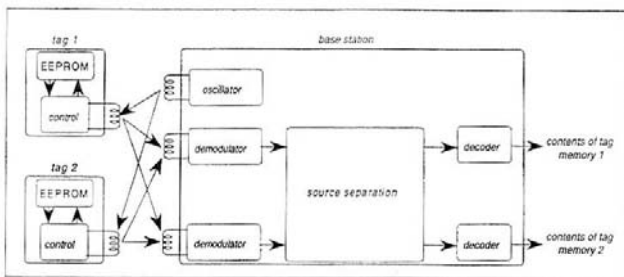 tag 1
EEPROM
control
tag 2
EEPROM
control
base station
oscillator
demodulator
source separation
decoder
contents of tag
memory 1
demodulator
decoder
contents of tag
memory 2